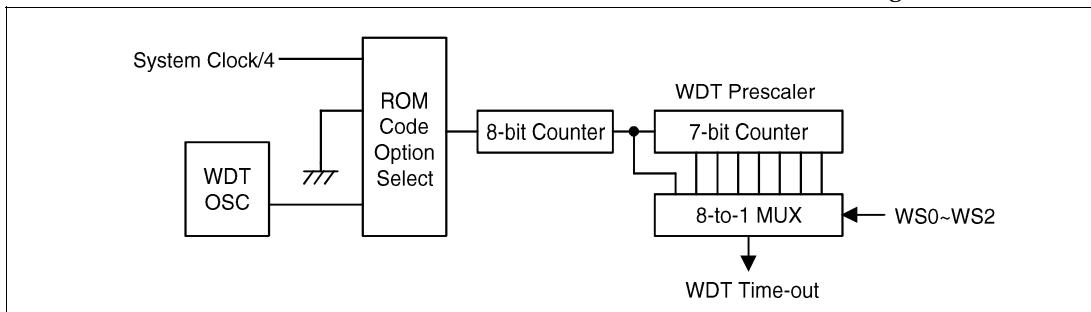 System Clock/4
ROM
Code
Option
Select
WDT
OSC
8-bit Counter
WDT Prescaler
7-bit Counter
8-to-1 MUX
WS0~WS2
WDT Time-out